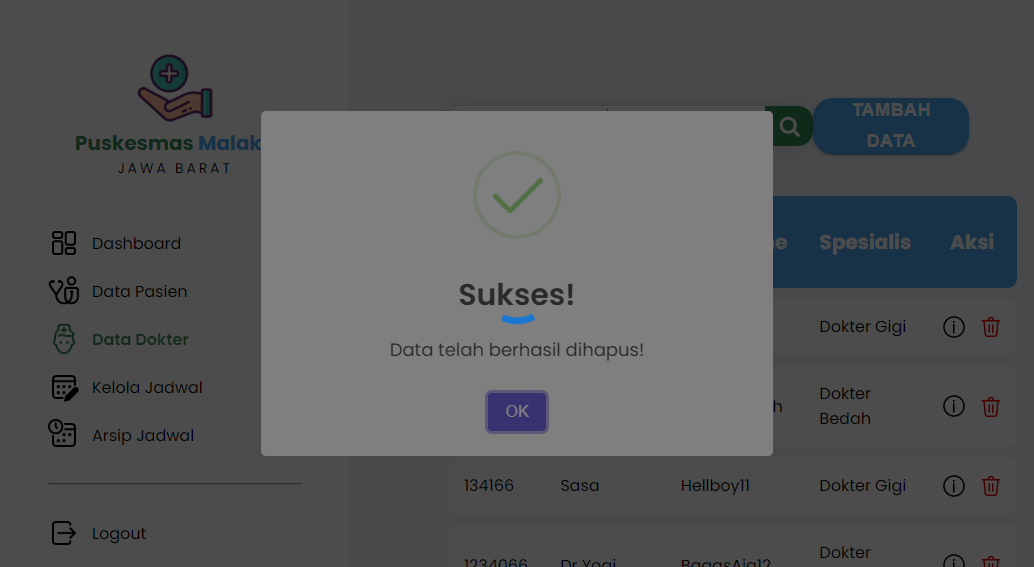 Puskesmas Malak
JAWA BARAT
Dashboard
Data Pasien
Data Dokter
Kelola Jadwal
Arsip Jadwal
Logout
TAMBAH
DATA
Spesialis Aksi
Dokter Gigi
Dokter
Bedah
134166 Sasa Hellboy11 Dokter Gigi
Dokter
1234066 Dr Yogi BagasAja12
Sukses!
Data telah berhasil dihapus!
OK